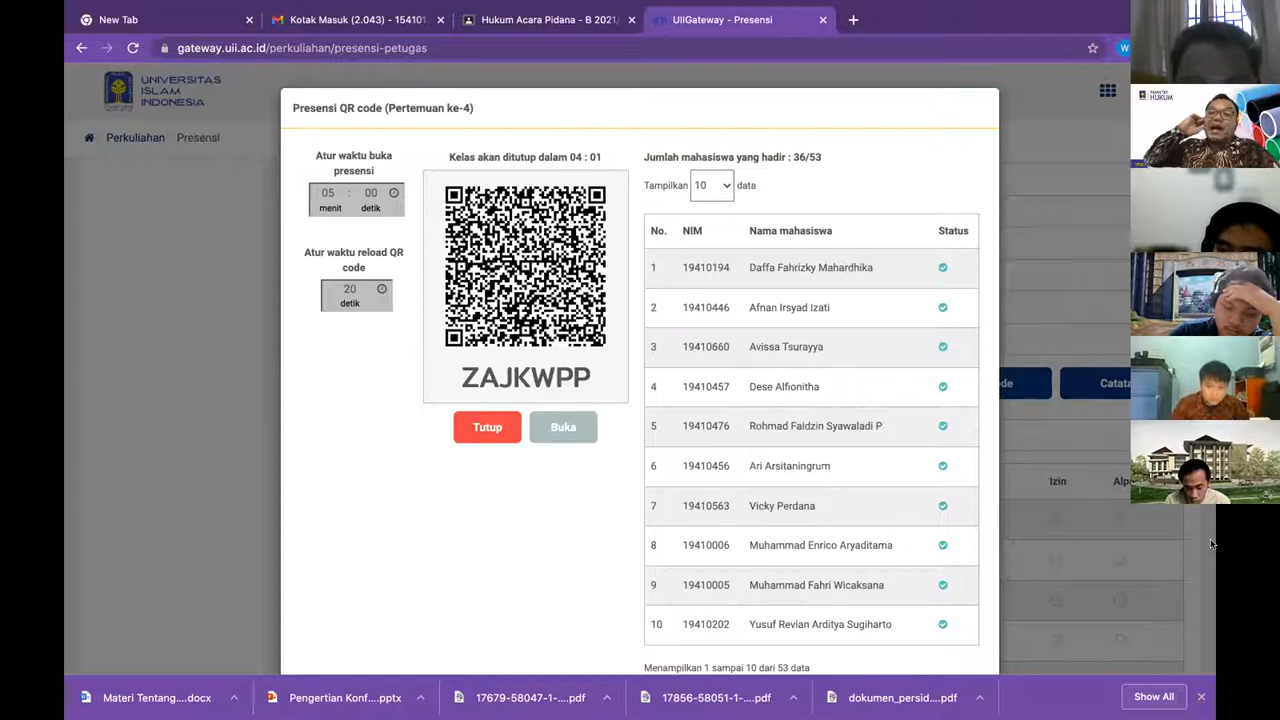 New Tab
Kotak Masuk (2.043) - 154101
Hukum Acara Pidana - B 2021/
UIIGateway - Presensi
gateway.uii.ac.id/perkuliahan/presensi-petugas
W
UNIVERSITAS
ISLAM
INDONESIA
Perkuliahan
Presensi
Presensi QR code (Pertemuan ke-4)
Atur waktu buka
presensi
05 : 00
menit detik
Atur waktu reload QR
code
20
detik
Kelas akan ditutup dalam 04 : 01
ZAJKWPP
Tutup
Buka
Jumlah mahasiswa yang hadir : 36/53
Tampilkan 10 data
No. NIM Nama mahasiswa Status
1 19410194 Daffa Fahrizky Mahardhika
2 19410446 Afnan Irsyad Izati
3 19410660 Avissa Tsurayya
4 19410457 Dese Alfionitha
5 19410476 Rohmad Faidzin Syawaladi P
6 19410456 Ari Arsitaningrum
7 19410563 Vicky Perdana
8 19410006 Muhammad Enrico Aryaditama
9 19410005 Muhammad Fahri Wicaksana
10 19410202 Yusuf Revian Arditya Sugiharto
Menampilkan 1 sampai 10 dari 53 data
ode
Catata
Izin
Alp
FAKULTAS
HUKUM
Materi Tentang....docx
Pengertian Konf....pptx
17679-58047-1-....pdf
17856-58051-1-....pdf
dokumen_persid....pdf
Show All